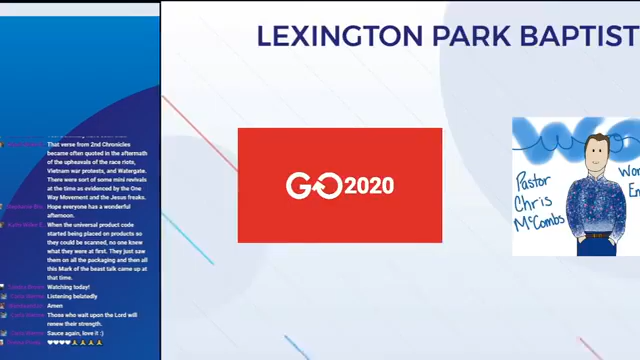 LEXINGTON PARK BAPTIST
That verse from 2nd Chronicles
became often quoted in the aftermath
of the upheavals of the race riots,
Vietnam war protests, and Watergate.
There were sort of some mini revivals
at the time as evidenced by the One
Way Movement and the Jesus freaks.
Hope everyone has a wonderful
afternoon.
When the universal product code
started being placed on products so
they could be scanned, no one knew
what they were at first. They just saw
them on all the packaging and then all
this Mark of the beast talk came up at
that time.
Watching today!
Listening belatedly
Amen
Those who wait upon the Lord will
renew their strength.
Sauce again, love it :)
GO 2020
Pastor
Chris
McCombs